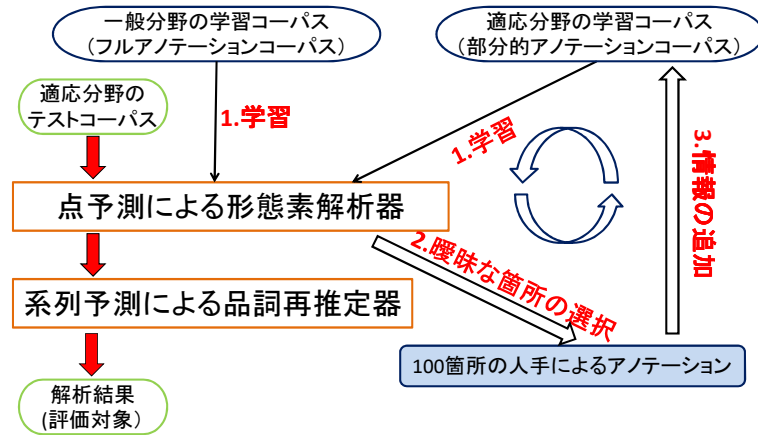 一般分野の学習コーパス
（フルアノテーションコーパス）
適応分野の学習コーパス
（部分的アノテーションコーパス）
適応分野の
テストコーパス
1.学習
1.学習
3.情報の追加
点予測による形態素解析器
2.曖昧な箇所の選択
系列予測による品詞再推定器
100箇所の人手によるアノテーション
解析結果
(評価対象）